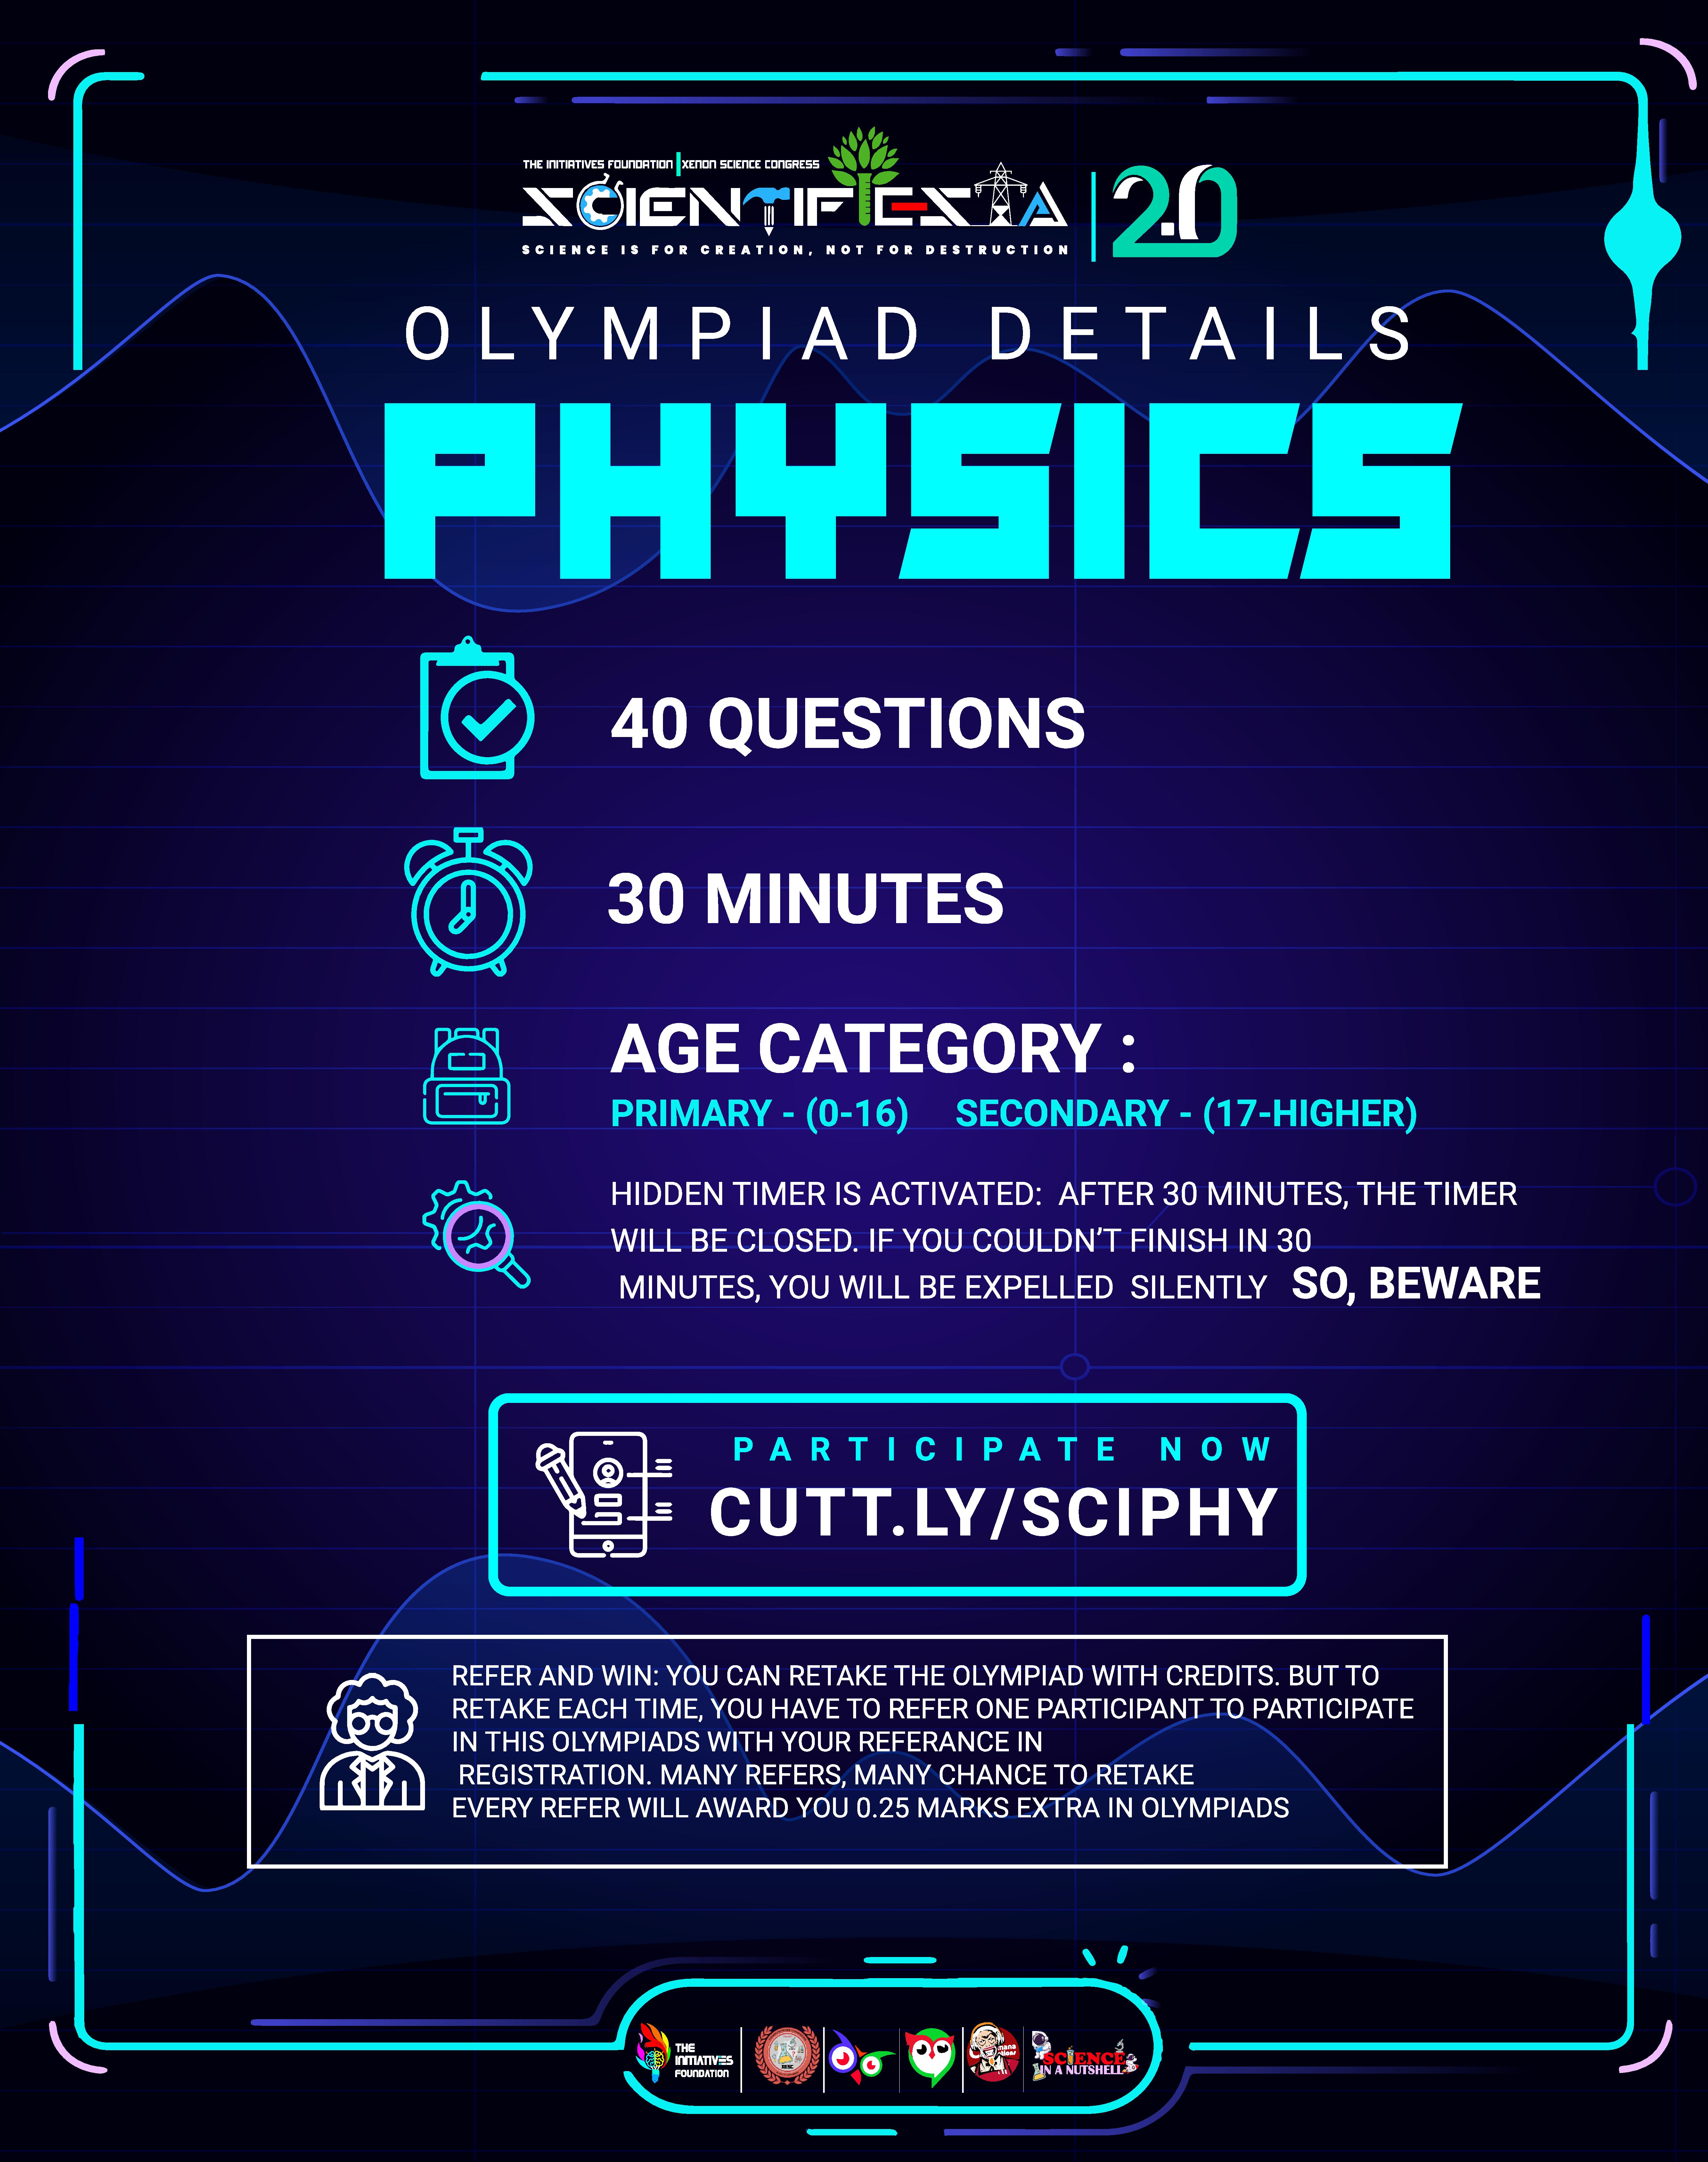 THE INITIATIVES FOUNDATION | XENON SCIENCE CONGRESS
SCIENTIFIESTA | 2.0
SCIENCE IS FOR CREATION, NOT FOR DESTRUCTION
OLYMPIAD DETAILS
PHYSICS
40 QUESTIONS
30 MINUTES
AGE CATEGORY :
PRIMARY - (0-16) SECONDARY - (17-HIGHER)
HIDDEN TIMER IS ACTIVATED: AFTER 30 MINUTES, THE TIMER
WILL BE CLOSED. IF YOU COULDN'T FINISH IN 30
MINUTES, YOU WILL BE EXPELLED SILENTLY SO, BEWARE
PARTICIPATE NOW
CUTT.LY/SCIPHY
REFER AND WIN: YOU CAN RETAKE THE OLYMPIAD WITH CREDITS. BUT TO
RETAKE EACH TIME, YOU HAVE TO REFER ONE PARTICIPANT TO PARTICIPATE
IN THIS OLYMPIADS WITH YOUR REFERANCE IN
REGISTRATION. MANY REFERS, MANY CHANCE TO RETAKE
EVERY REFER WILL AWARD YOU 0.25 MARKS EXTRA IN OLYMPIADS
THE
INITIATIVES
FOUNDATION
SCIENCE
IN A NUTSHELL